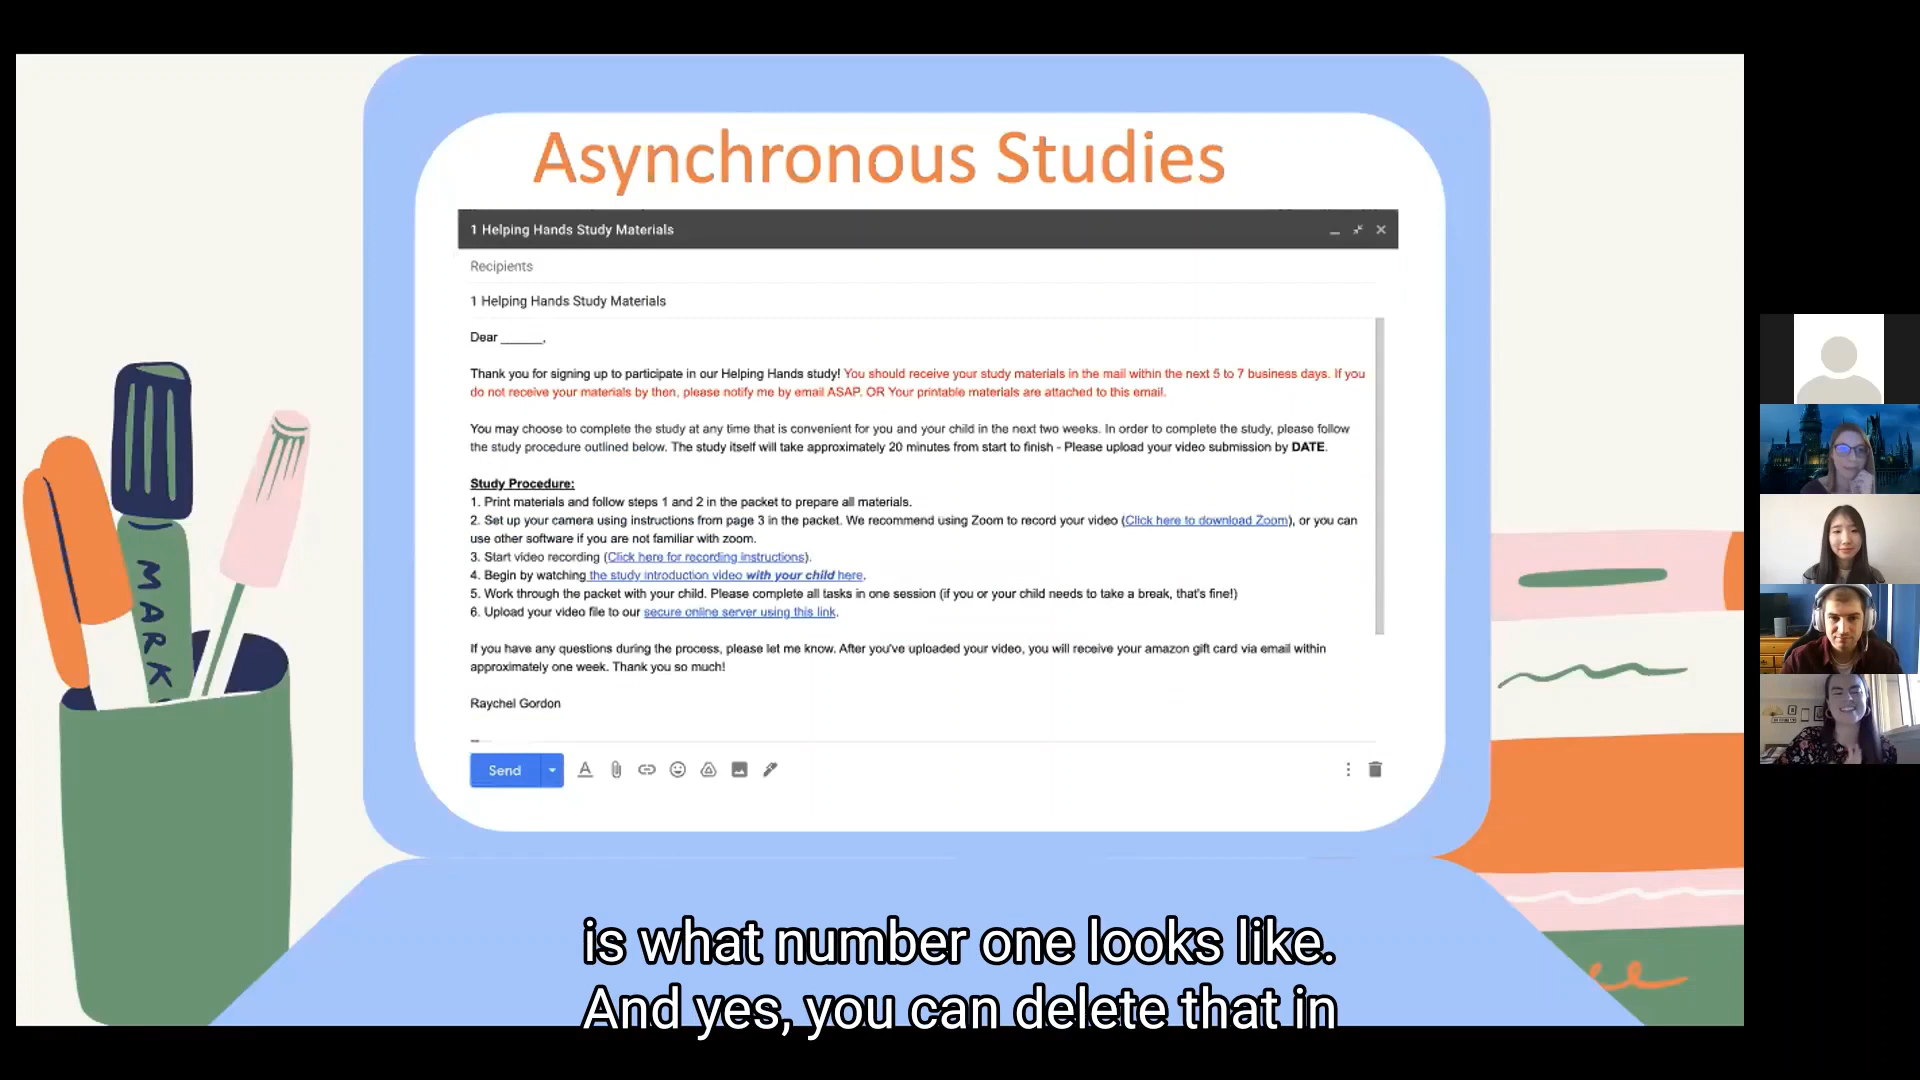 Asynchronous Studies
1 Helping Hands Study Materials
Recipients
1 Helping Hands Study Materials
Dear ______,
Thank you for signing up to participate in our Helping Hands study! You should receive your study materials in the mail within the next 5 to 7 business days. If you
do not receive your materials by then, please notify me by email ASAP. OR Your printable materials are attached to this email.
You may choose to complete the study at any time that is convenient for you and your child in the next two weeks. In order to complete the study, please follow
the study procedure outlined below. The study itself will take approximately 20 minutes from start to finish - Please upload your video submission by DATE.
Study Procedure:
1. Print materials and follow steps 1 and 2 in the packet to prepare all materials.
2. Set up your camera using instructions from page 3 in the packet. We recommend using Zoom to record your video (Click here to download Zoom), or you can
use other software if you are not familiar with zoom.
3. Start video recording (Click here for recording instructions).
4. Begin by watching the study introduction video with your child here.
5. Work through the packet with your child. Please complete all tasks in one session (if you or your child needs to take a break, that's fine!)
6. Upload your video file to our secure online server using this link.
If you have any questions during the process, please let me know. After you've uploaded your video, you will receive your amazon gift card via email within
approximately one week. Thank you so much!
Raychel Gordon
Send
MARK
is what number one looks like.
And yes, you can delete that in